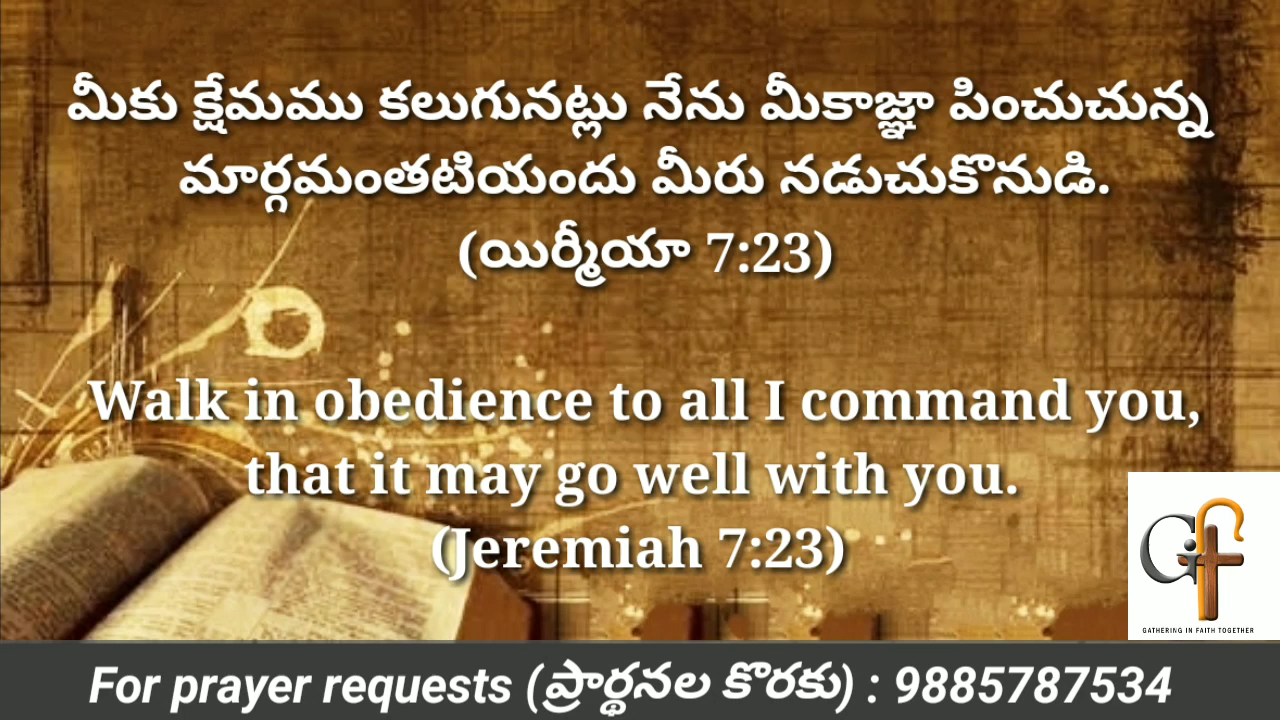 మీకు క్షేమము కలుగునట్లు నేను మీకాజ్ఞా పించుచున్న
మార్గమంతటియందు మీరు నడుచుకొనుడి.
(యిర్మీయా 7:23)
Walk in obedience to all I command you,
that it may go well with you.
(Jeremiah 7:23)
Gif
GATHERING IN FAITH TOGETHER
For prayer requests (ప్రార్థనల కొరకు) : 9885787534